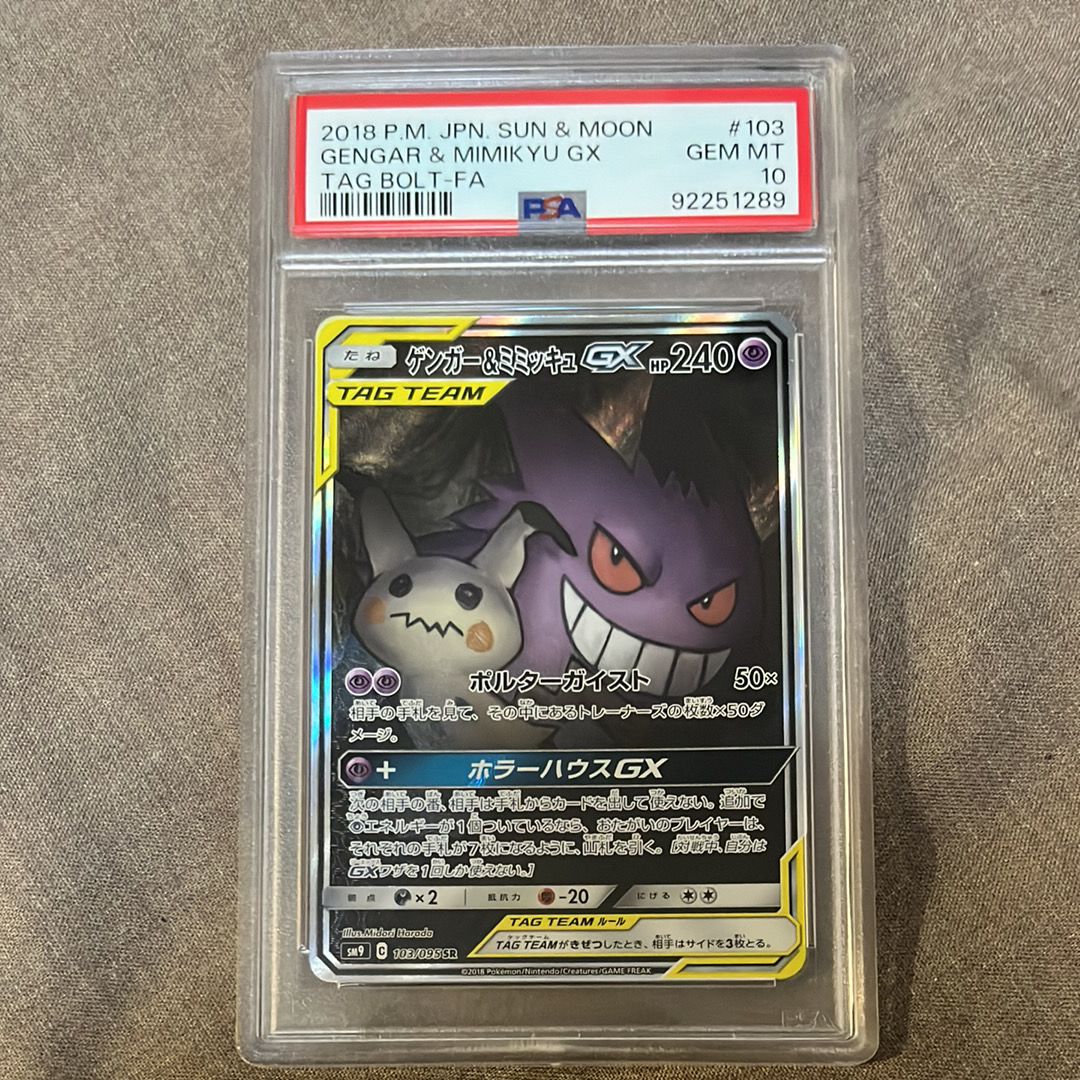 2018 P.M. JPN. SUN & MOON #103
GENGAR & MIMIKYU GX GEM MT
TAG BOLT-FA 10
PSA 92251289
たね ゲンガー&ミミッキュGX HP240
TAG TEAM
ポルターガイスト 50×
相手の手札を見て、その中にあるトレーナーズの枚数×50ダ
メージ。
+ ホラーハウスGX
次の相手の番、相手は手札からカードを出して使えない。追加で
エネルギーが1個ついているなら、おたがいのプレイヤーは、
それぞれの手札が7枚になるように、山札を引く。[対戦中、自分は
GXワザを1回しか使えない。]
弱点 ×2 抵抗力 -20 にげる
TAG TEAM ルール
TAG TEAMがきぜつしたとき、相手はサイドを3枚とる。
Illus.Midori Harada
SM9 C 103/095 SR
©2018 Pokémon/Nintendo/Creatures/GAME FREAK
PSA